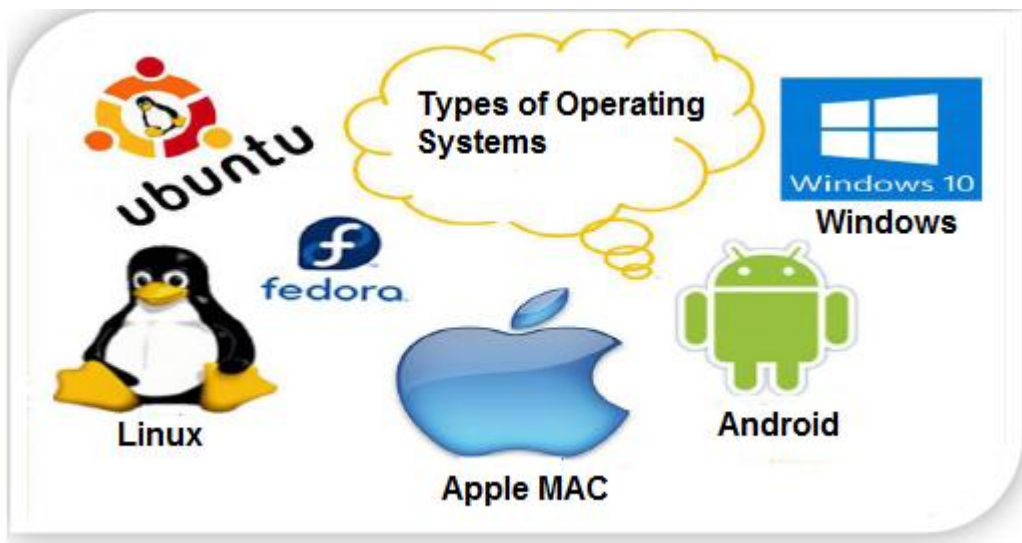 Types of Operating
Systems
ubuntu
Windows 10
Windows
fedora
Linux
Apple MAC
Android